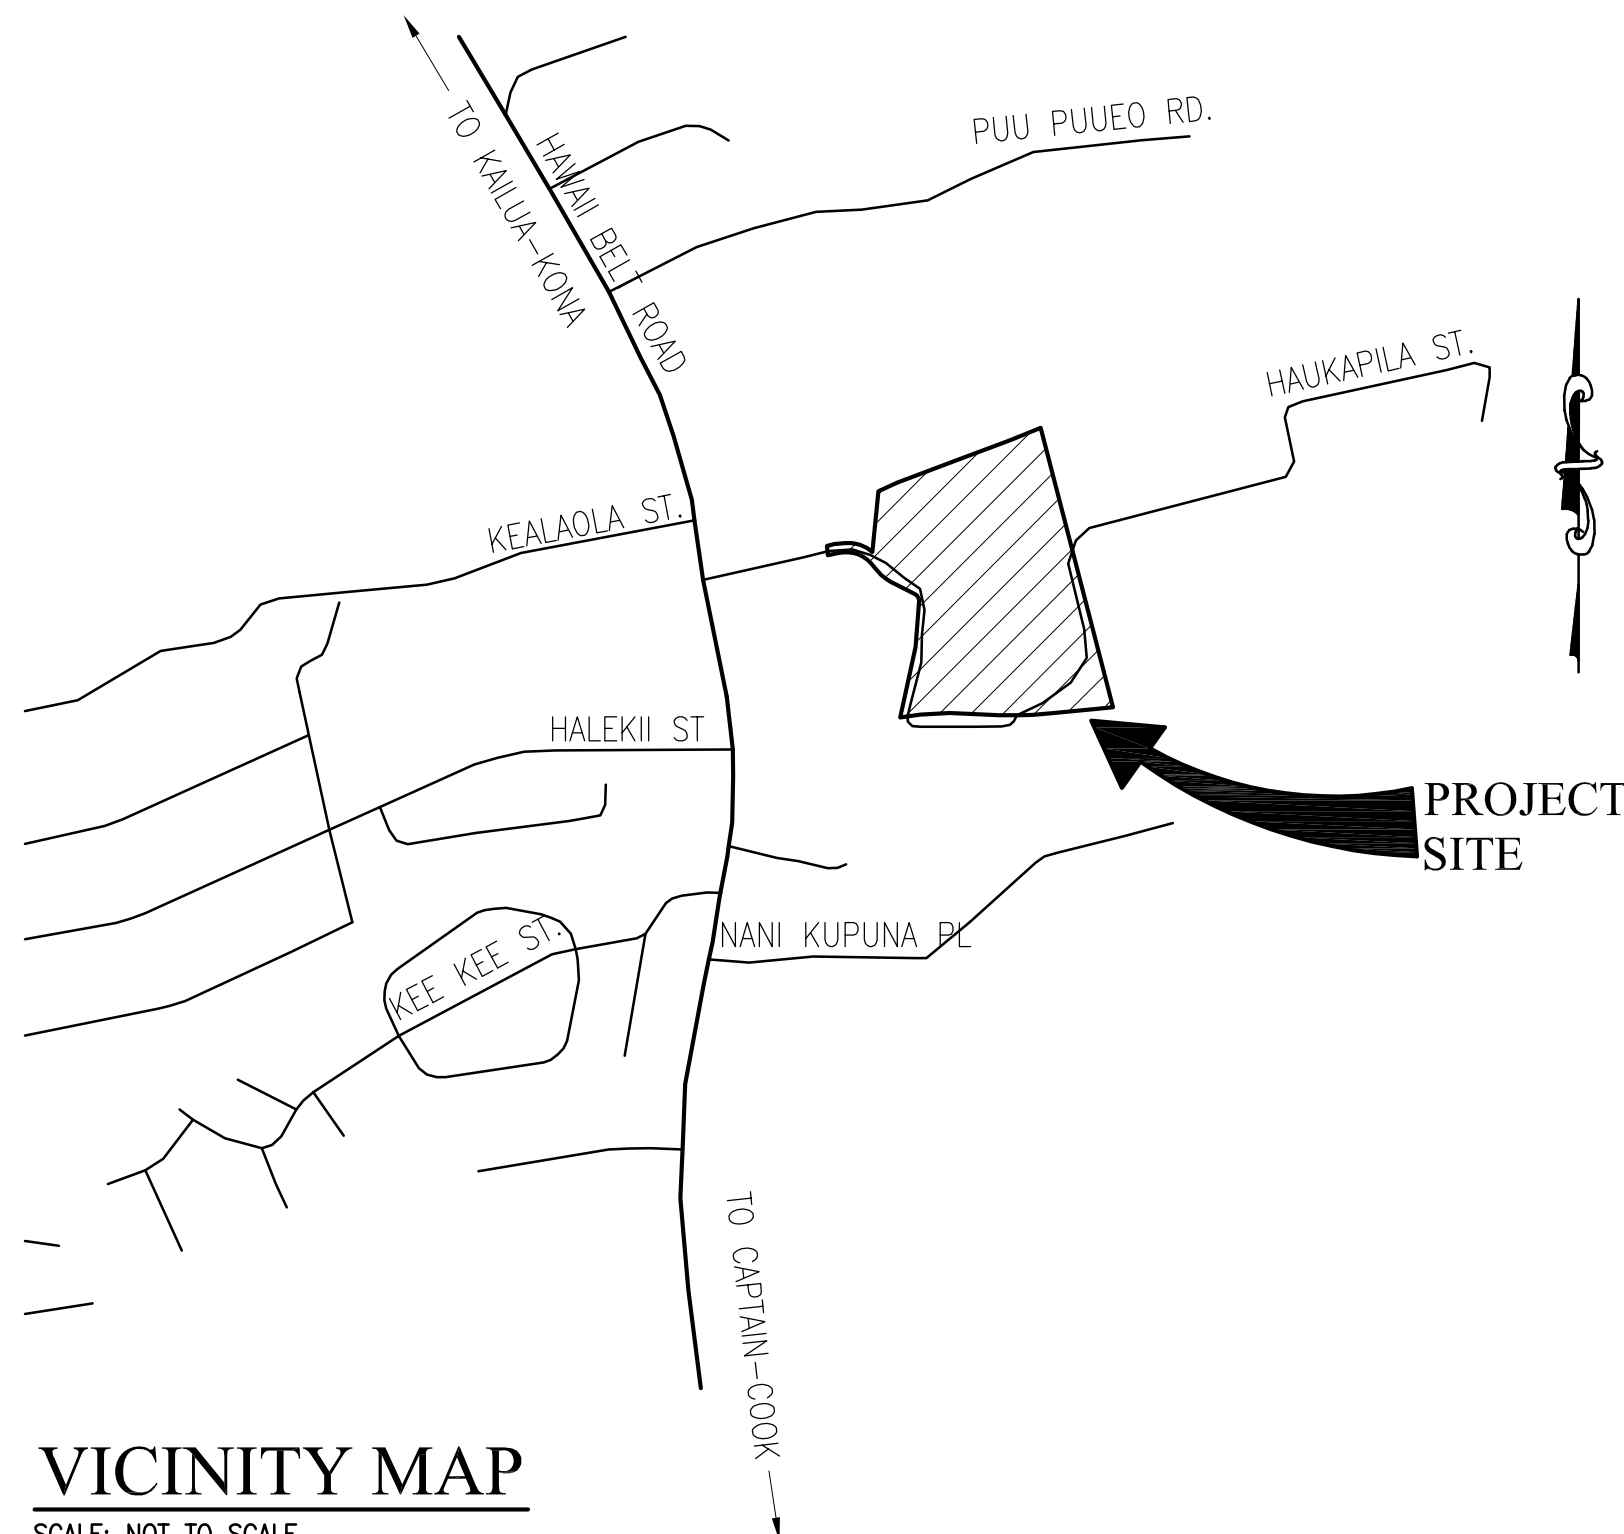 TO KAILUA-KONA
HAWAII BELT ROAD
PUU PUUEO RD.
HAUKAPILA ST.
KEALAOLA ST.
HALEKII ST
PROJECT
SITE
NANI KUPUNA PL
KEE KEE ST.
TO CAPTAIN-COOK
VICINITY MAP
SCALE: NOT TO SCALE